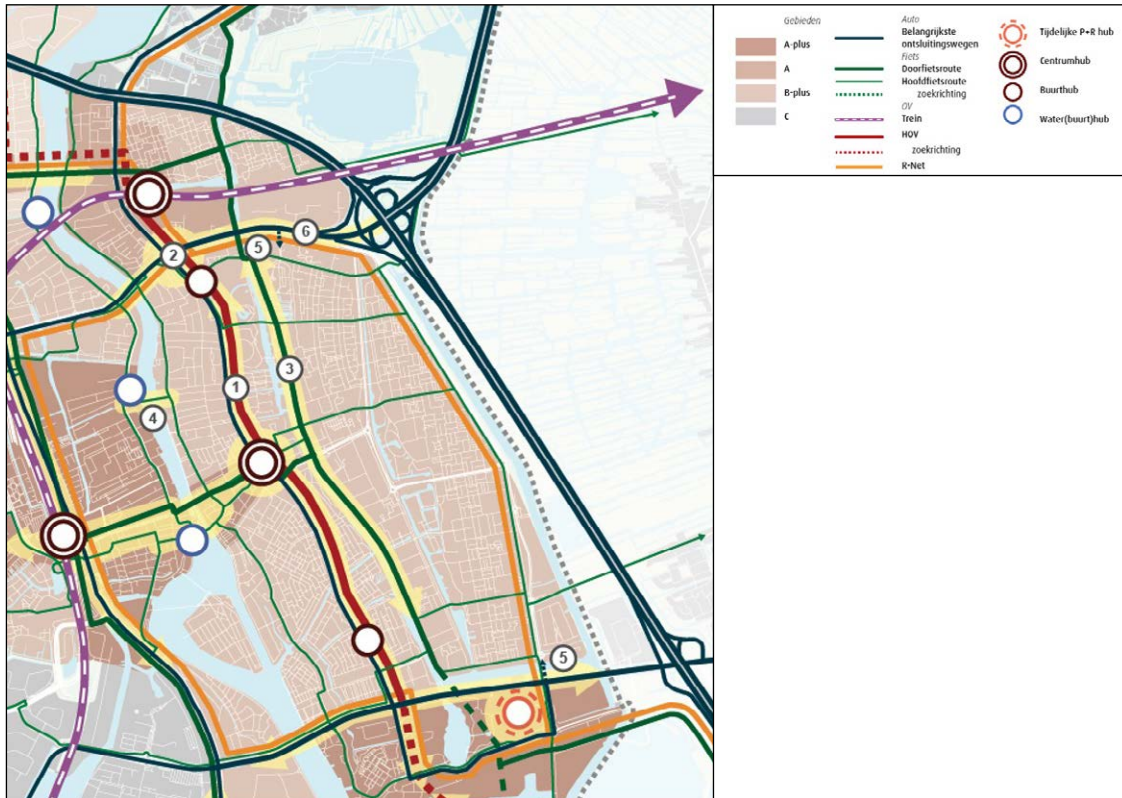 6
2
5
3
1
4
5
Gebieden
A-plus
A
B-plus
C
Auto
Belangrijkste
ontsluitingswegen
Fiets
Doorfietsroute
Hoofdfietsroute
zoekrichting
OV
Trein
HOV
zoekrichting
R-Net
Tijdelijke P+R hub
Centrumhub
Buurthub
Water(buurt)hub